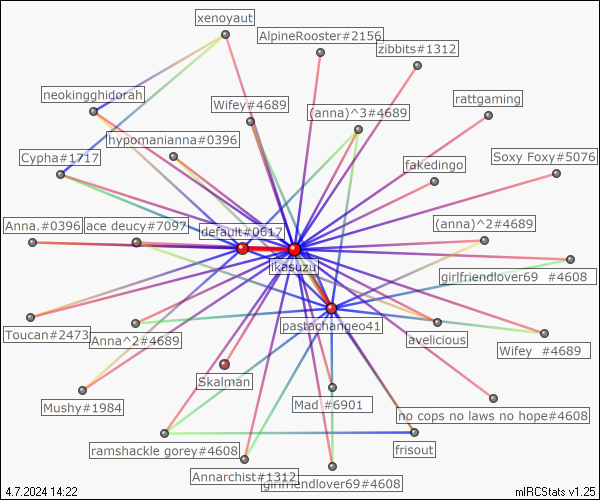 xenoyaut
AlpineRooster#2156
zibbits#1312
neokingghidorah
rattgaming
Wifey#4689
(anna)^3#4689
hypomanianna#0396
Cypha#1717
fakedingo
Soxy Foxy#5076
Anna.#0396
ace deucy#7097
default#0617
(anna)^2#4689
ikasuzu
girlfriendlover69 #4608
Toucan#2473
Anna^2#4689
pastachangeo41
avelicious
Wifey #4689
Skalman
Mushy#1984
Mad #6901
no cops no laws no hope#4608
ramshackle gorey#4608
frisout
Annarchist#1312
girlfriendlover69#4608
4.7.2024 14:22
mIRCStats v1.25